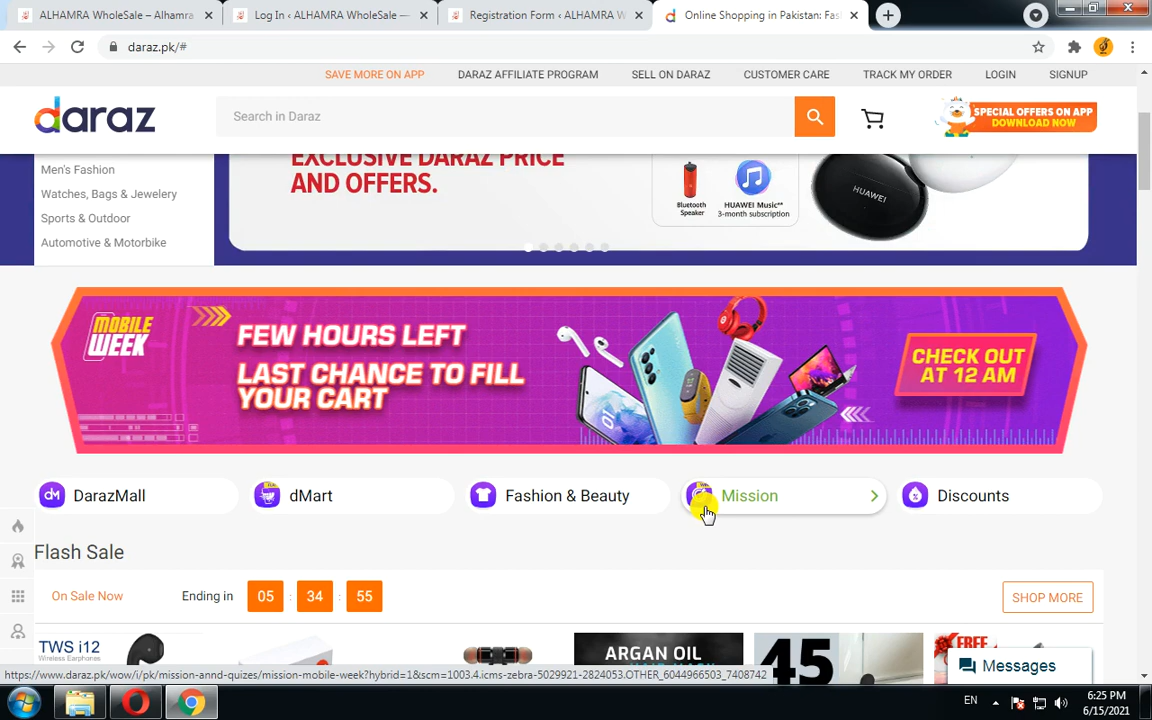 ALHAMRA WholeSale – Alhamra
Log In ‹ ALHAMRA WholeSale —
Registration Form ‹ ALHAMRA W
Online Shopping in Pakistan: Fas
daraz.pk/#
SAVE MORE ON APP
DARAZ AFFILIATE PROGRAM
SELL ON DARAZ
CUSTOMER CARE
TRACK MY ORDER
LOGIN
SIGNUP
daraz
Search in Daraz
SPECIAL OFFERS ON APP
DOWNLOAD NOW
Men's Fashion
Watches, Bags & Jewelery
Sports & Outdoor
Automotive & Motorbike
EXCLUSIVE DARAZ PRICE
AND OFFERS.
Bluetooth
Speaker
HUAWEI Music**
3-month subscription
HUAWEI
MOBILE
WEEK
FEW HOURS LEFT
LAST CHANCE TO FILL
YOUR CART
CHECK OUT
AT 12 AM
DarazMall
dMart
Fashion & Beauty
Mission
Discounts
Flash Sale
On Sale Now
Ending in
05 : 34 : 55
SHOP MORE
TWS i12
Wireless Earphones
ARGAN OIL
45
FREE
Messages
https://www.daraz.pk/wow/i/pk/mission-annd-quizes/mission-mobile-week?hybrid=1&scm=1003.4.icms-zebra-5029921-2824053.OTHER_6044966503_7408742
EN
6:25 PM
6/15/2021